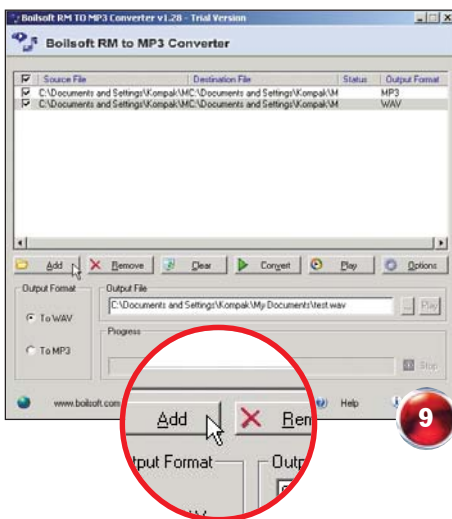 Boilsoft RM TO MP3 Converter v1.28 - Trial Version
Boilsoft RM to MP3 Converter
Source File Destination File Status Output Format
C:\Documents and Settings\Kompak\MC:\Documents and Settings\Kompak\M MP3
C:\Documents and Settings\Kompak\MC:\Documents and Settings\Kompak\M WAV
Add Remove Clear Convert Play Options
Output Format Output File
C:\Documents and Settings\Kompak\My Documents\test.wav ... Play
To WAV
Progress
To MP3
Stop
www.boilsoft.com Help
9
Add Rem
tput Format Outp